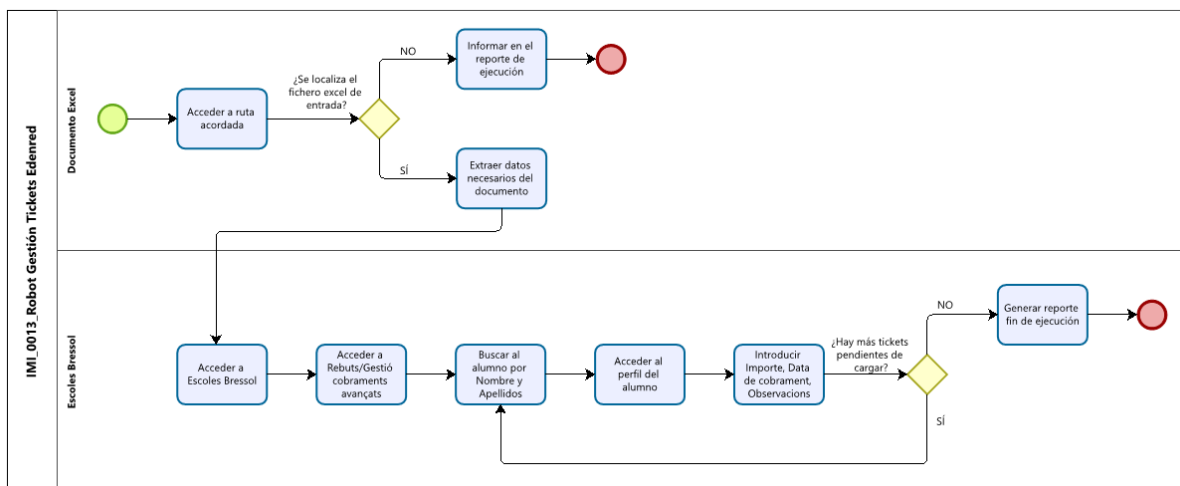 IMI_0013_Robot Gestión Tickets Edenred
Documento Excel
Acceder a ruta
acordada
¿Se localiza el
fichero excel de
entrada?
NO
Informar en el
reporte de
ejecución
SÍ
Extraer datos
necesarios del
documento
Escoles Bressol
Acceder a
Escoles Bressol
Acceder a
Rebuts/Gestió
cobraments
avançats
Buscar al
alumno por
Nombre y
Apellidos
Acceder al
perfil del
alumno
Introducir
Importe, Data
de cobrament,
Observacions
¿Hay más tickets
pendientes de
cargar?
NO
Generar reporte
fin de ejecución
SÍ